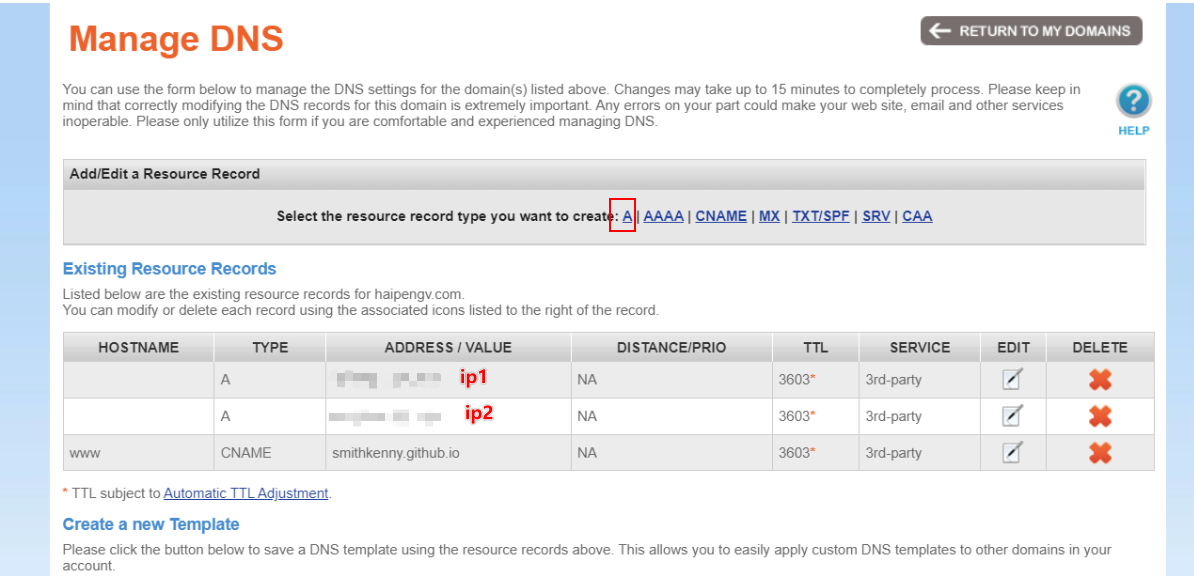 Manage DNS
RETURN TO MY DOMAINS
You can use the form below to manage the DNS settings for the domain(s) listed above. Changes may take up to 15 minutes to completely process. Please keep in
mind that correctly modifying the DNS records for this domain is extremely important. Any errors on your part could make your web site, email and other services
inoperable. Please only utilize this form if you are comfortable and experienced managing DNS.
?
HELP
Add/Edit a Resource Record
Select the resource record type you want to create: A | AAAA | CNAME | MX | TXT/SPF | SRV | CAA
Existing Resource Records
Listed below are the existing resource records for haipengv.com.
You can modify or delete each record using the associated icons listed to the right of the record.
HOSTNAME TYPE ADDRESS / VALUE DISTANCE/PRIO TTL SERVICE EDIT DELETE
A ip1 NA 3603* 3rd-party
A ip2 NA 3603* 3rd-party
www CNAME smithkenny.github.io NA 3603* 3rd-party
* TTL subject to Automatic TTL Adjustment.
Create a new Template
Please click the button below to save a DNS template using the resource records above. This allows you to easily apply custom DNS templates to other domains in your
account.